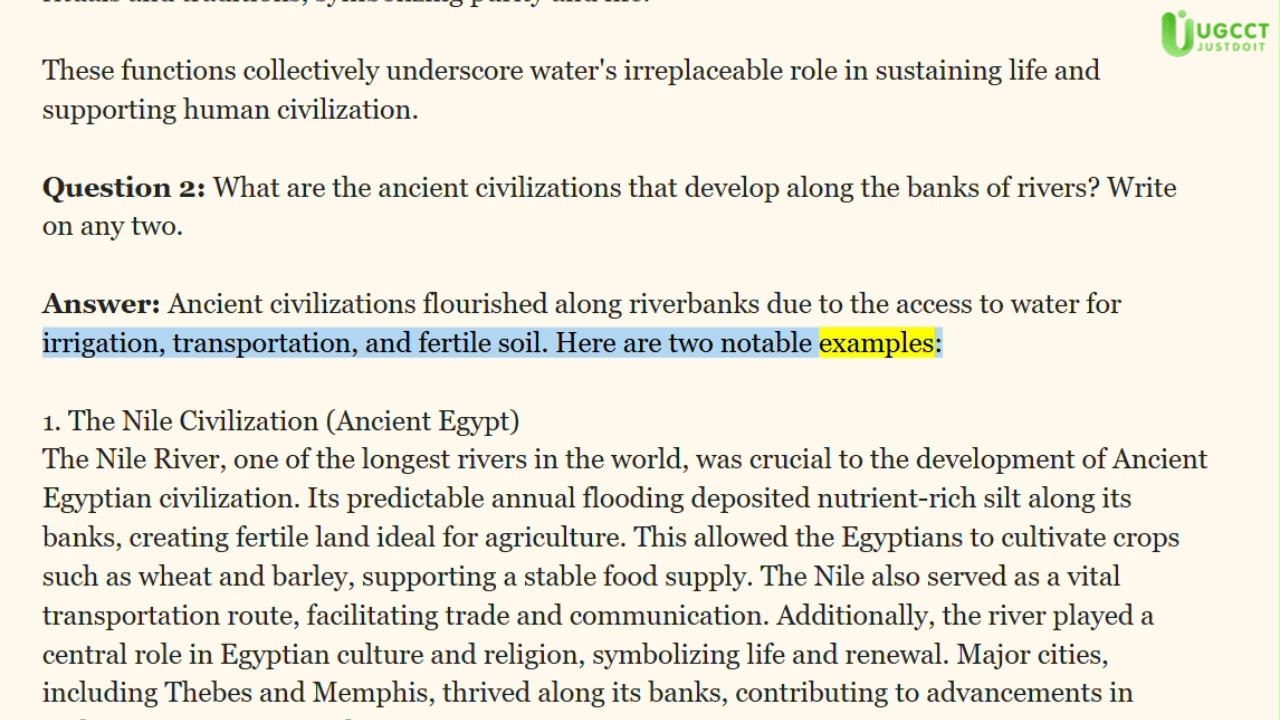 rituals and traditions, symbolizing purity and life.
UGCCT
JUSTDOIT
These functions collectively underscore water's irreplaceable role in sustaining life and
supporting human civilization.
Question 2: What are the ancient civilizations that develop along the banks of rivers? Write
on any two.
Answer: Ancient civilizations flourished along riverbanks due to the access to water for
irrigation, transportation, and fertile soil. Here are two notable examples:
1. The Nile Civilization (Ancient Egypt)
The Nile River, one of the longest rivers in the world, was crucial to the development of Ancient
Egyptian civilization. Its predictable annual flooding deposited nutrient-rich silt along its
banks, creating fertile land ideal for agriculture. This allowed the Egyptians to cultivate crops
such as wheat and barley, supporting a stable food supply. The Nile also served as a vital
transportation route, facilitating trade and communication. Additionally, the river played a
central role in Egyptian culture and religion, symbolizing life and renewal. Major cities,
including Thebes and Memphis, thrived along its banks, contributing to advancements in